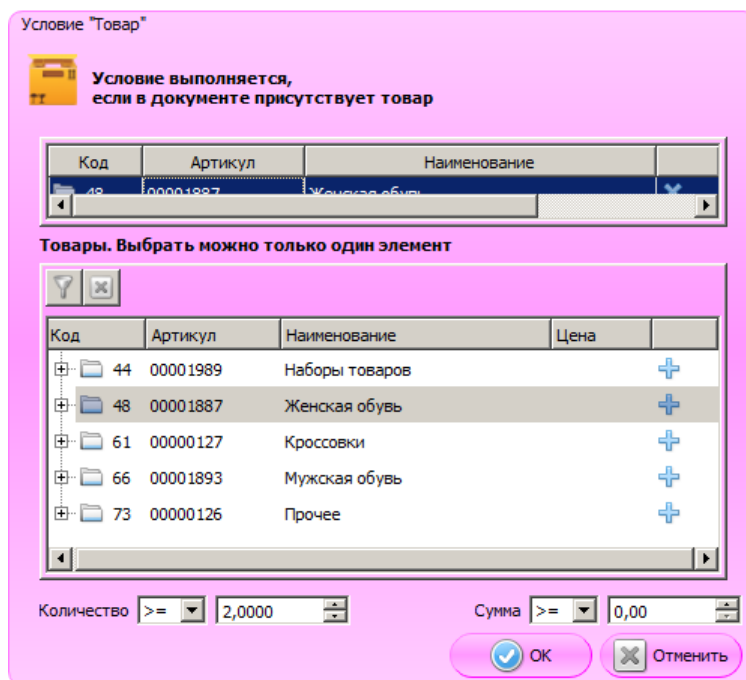 Условие "Товар"
Условие выполняется,
если в документе присутствует товар
Код Артикул Наименование
48 00001887 Женская обувь
Товары. Выбрать можно только один элемент
Код Артикул Наименование Цена
44 00001989 Наборы товаров
48 00001887 Женская обувь
61 00000127 Кроссовки
66 00001893 Мужская обувь
73 00000126 Прочее
Количество >= 2,0000 Сумма >= 0,00
ОК Отменить